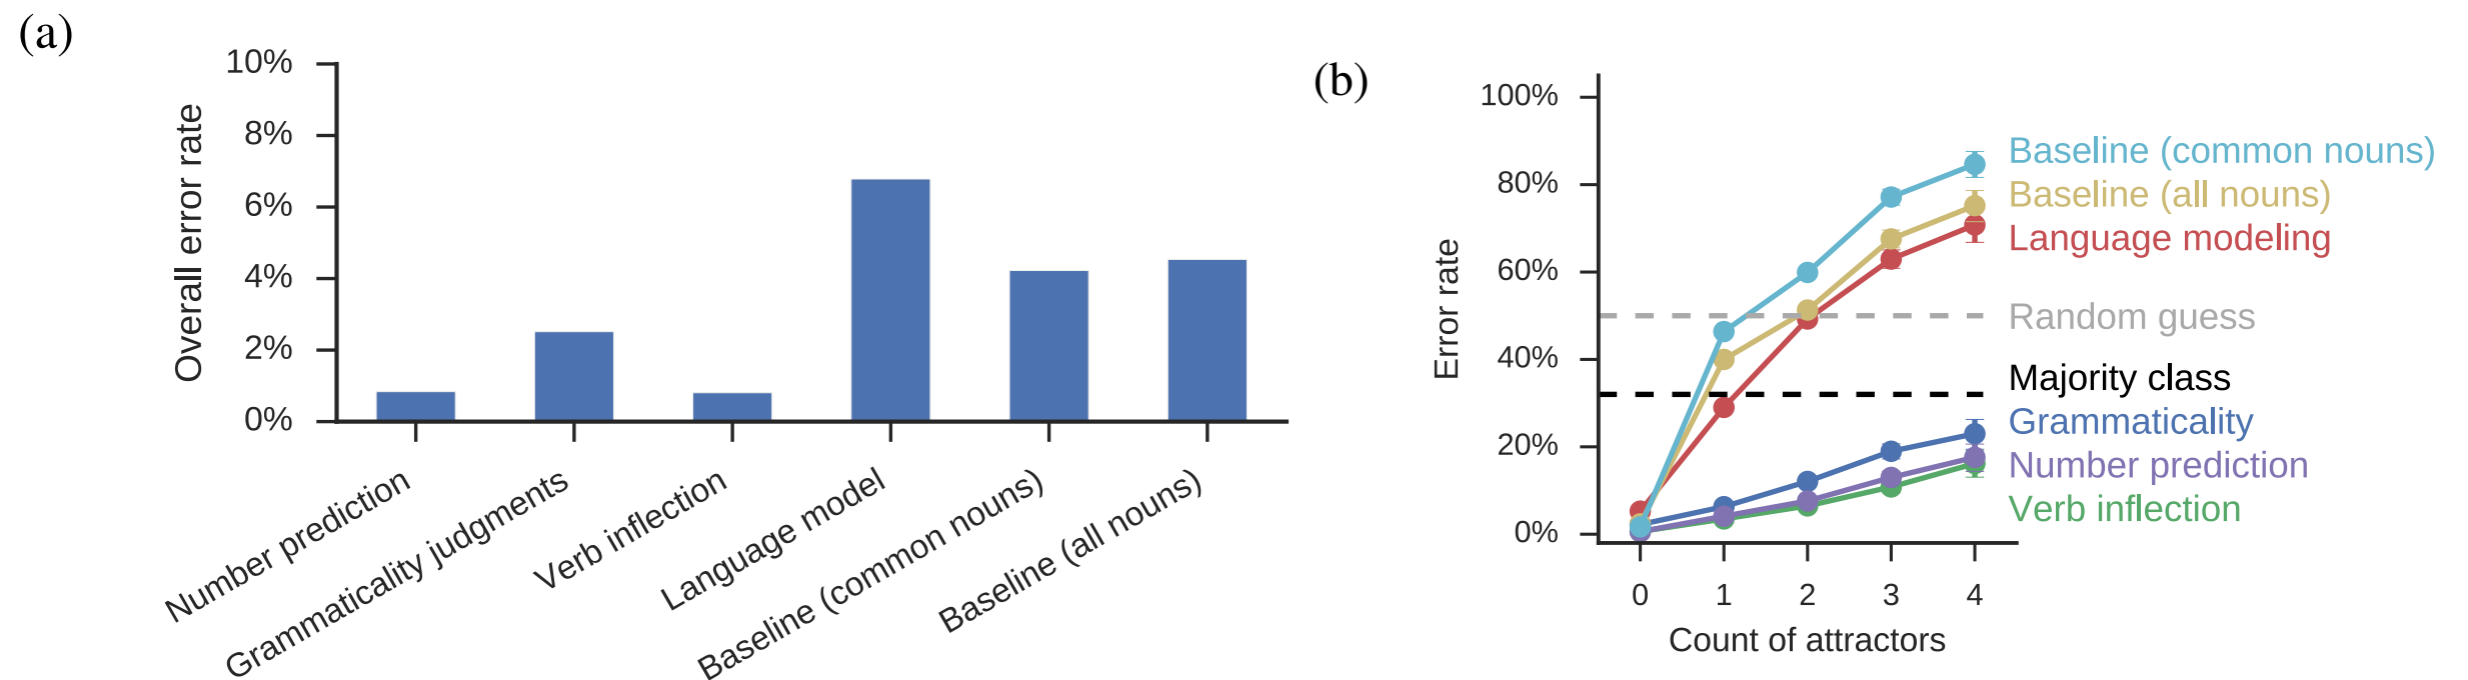 (a)
10%
8%
6%
4%
2%
0%
Overall error rate
Number prediction
Grammaticality judgments
Verb inflection
Language model
Baseline (common nouns)
Baseline (all nouns)
(b)
100%
80%
60%
40%
20%
0%
Error rate
0 1 2 3 4
Count of attractors
Baseline (common nouns)
Baseline (all nouns)
Language modeling
Random guess
Majority class
Grammaticality
Number prediction
Verb inflection